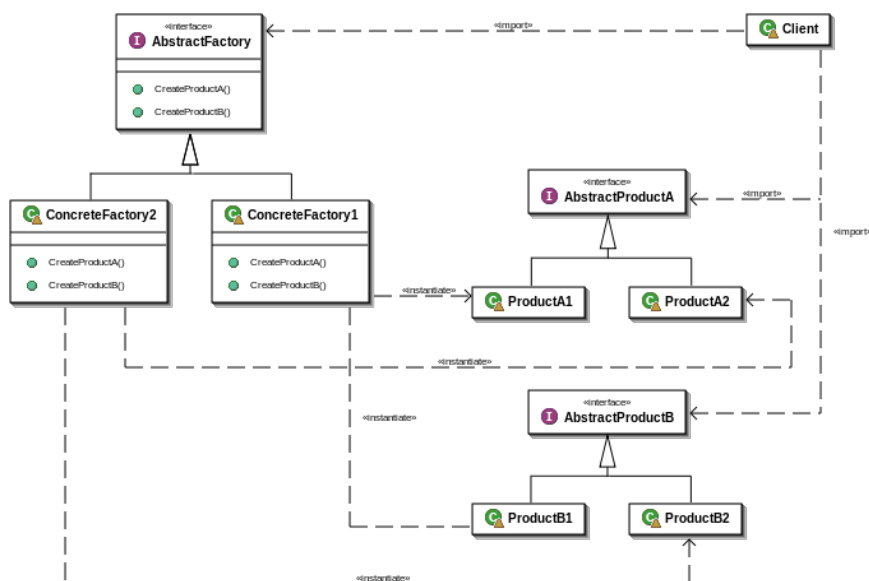 «interface»
I AbstractFactory
CreateProductA()
CreateProductB()
«import»
C Client
C ConcreteFactory2
CreateProductA()
CreateProductB()
C ConcreteFactory1
CreateProductA()
CreateProductB()
«interface»
I AbstractProductA
«import»
«import»
«instantiate»
C ProductA1
C ProductA2
«instantiate»
«interface»
I AbstractProductB
«instantiate»
C ProductB1
C ProductB2
«instantiate»